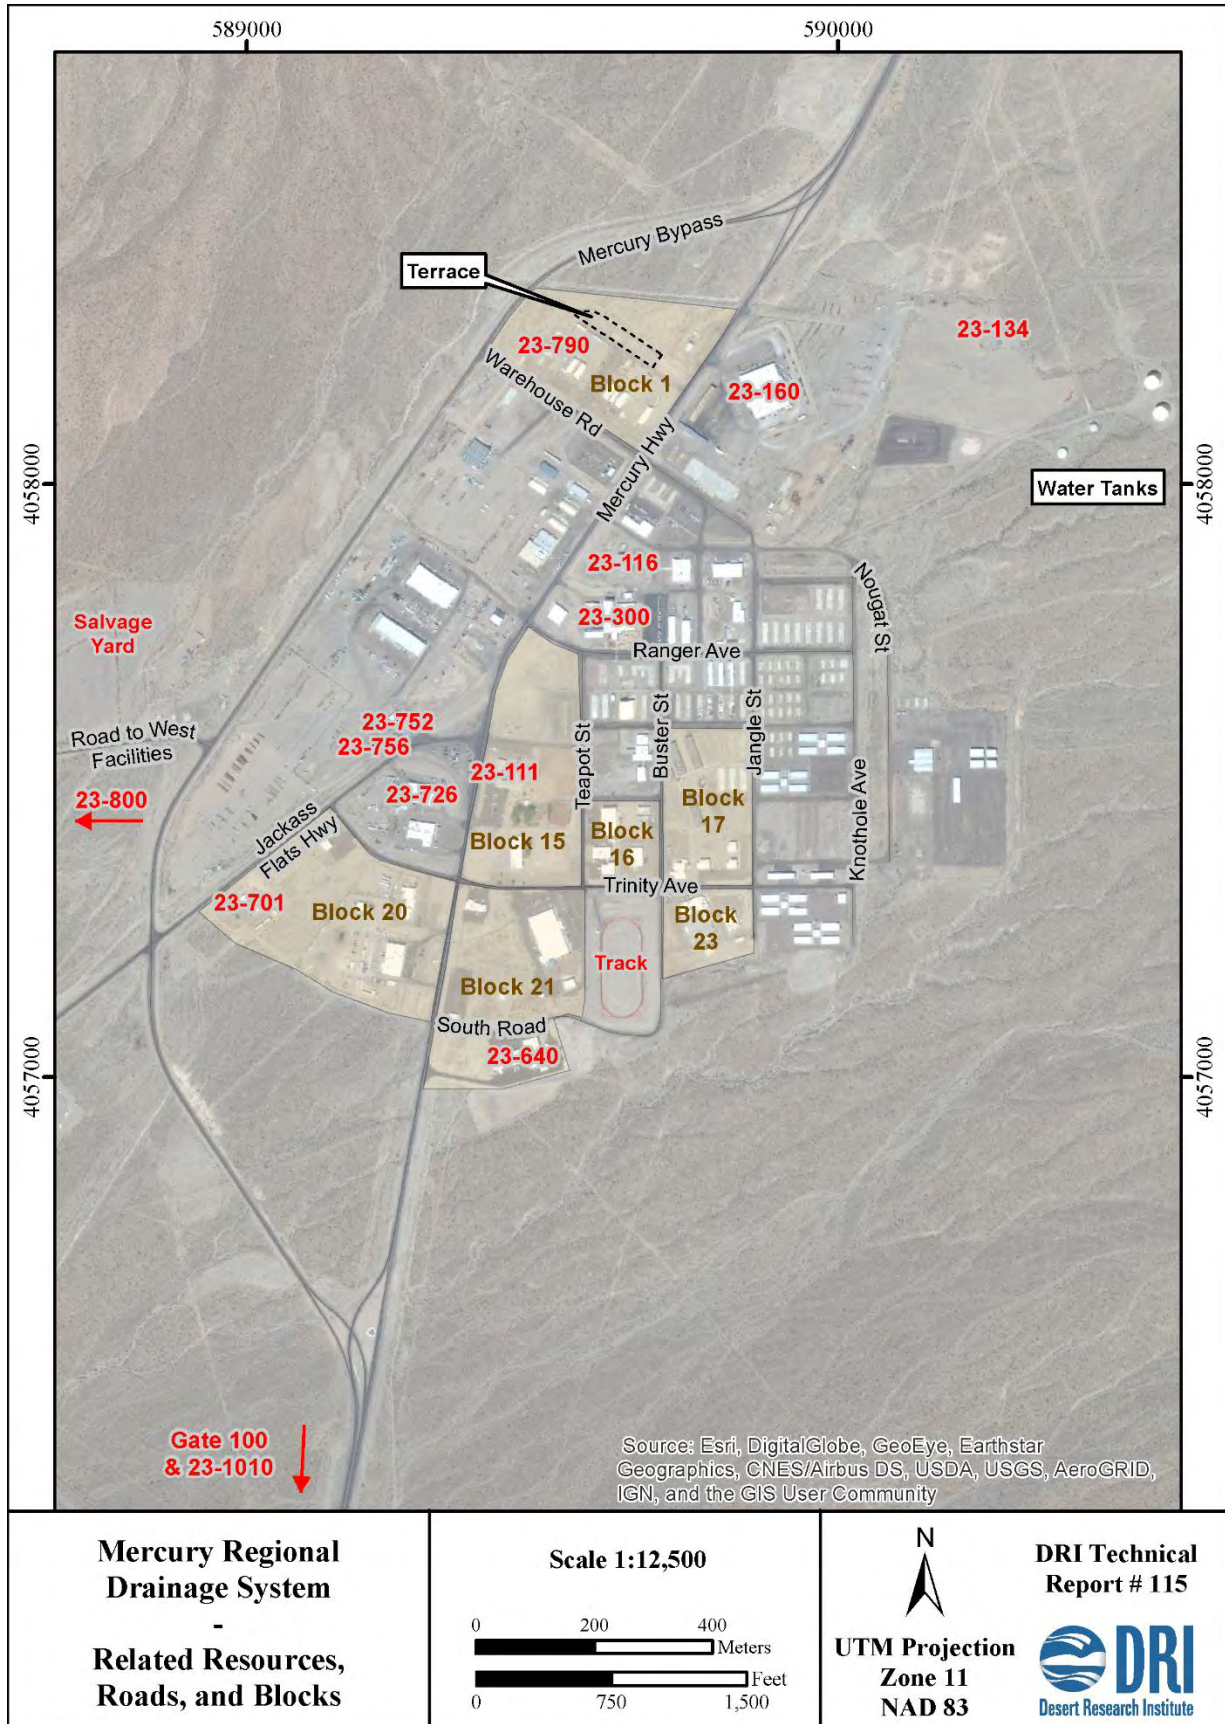 589000
590000
Mercury Bypass
Terrace
23-134
23-790
Warehouse Rd
Block 1
23-160
Mercury Hwy
4058000
4058000
Water Tanks
23-116
Nougat St
23-300
Salvage
Yard
Ranger Ave
23-752
Road to West
Facilities
23-756
Teapot St
Buster St
Jangle St
23-111
23-800
23-726
Block
17
Jackass
Flats Hwy
Block 15
Block
16
Knothole Ave
Trinity Ave
23-701
Block 20
Block
23
Track
Block 21
South Road
23-640
4057000
4057000
Gate 100
& 23-1010
Source: Esri, DigitalGlobe, GeoEye, Earthstar
Geographics, CNES/Airbus DS, USDA, USGS, AeroGRID,
IGN, and the GIS User Community
Mercury Regional
Drainage System
-
Related Resources,
Roads, and Blocks
Scale 1:12,500
0 200 400
Meters
Feet
0 750 1,500
N
UTM Projection
Zone 11
NAD 83
DRI Technical
Report # 115
DRI
Desert Research Institute